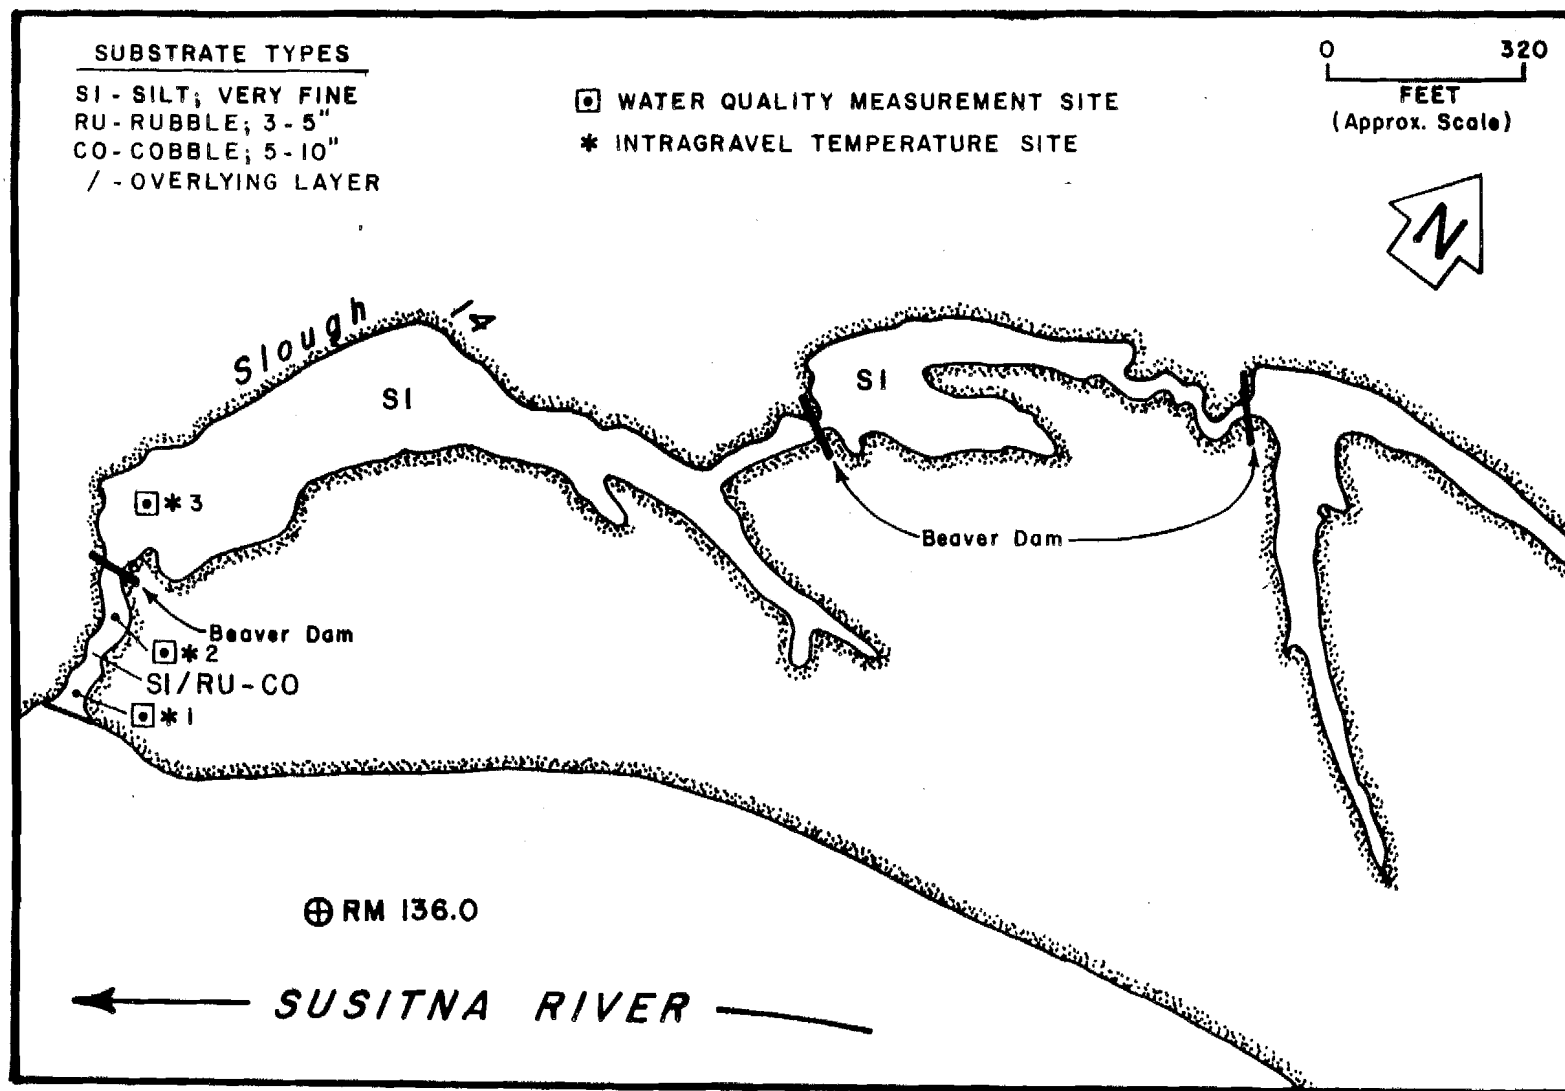 SUBSTRATE TYPES
SI - SILT; VERY FINE
RU-RUBBLE; 3-5"
CO-COBBLE; 5-10"
/ - OVERLYING LAYER
WATER QUALITY MEASUREMENT SITE
* INTRAGRAVEL TEMPERATURE SITE
0 320
FEET
(Approx. Scale)
N
Slough 14
SI
SI
* 3
Beaver Dam
Beaver Dam
* 2
SI/RU-CO
* 1
RM 136.0
SUSITNA RIVER